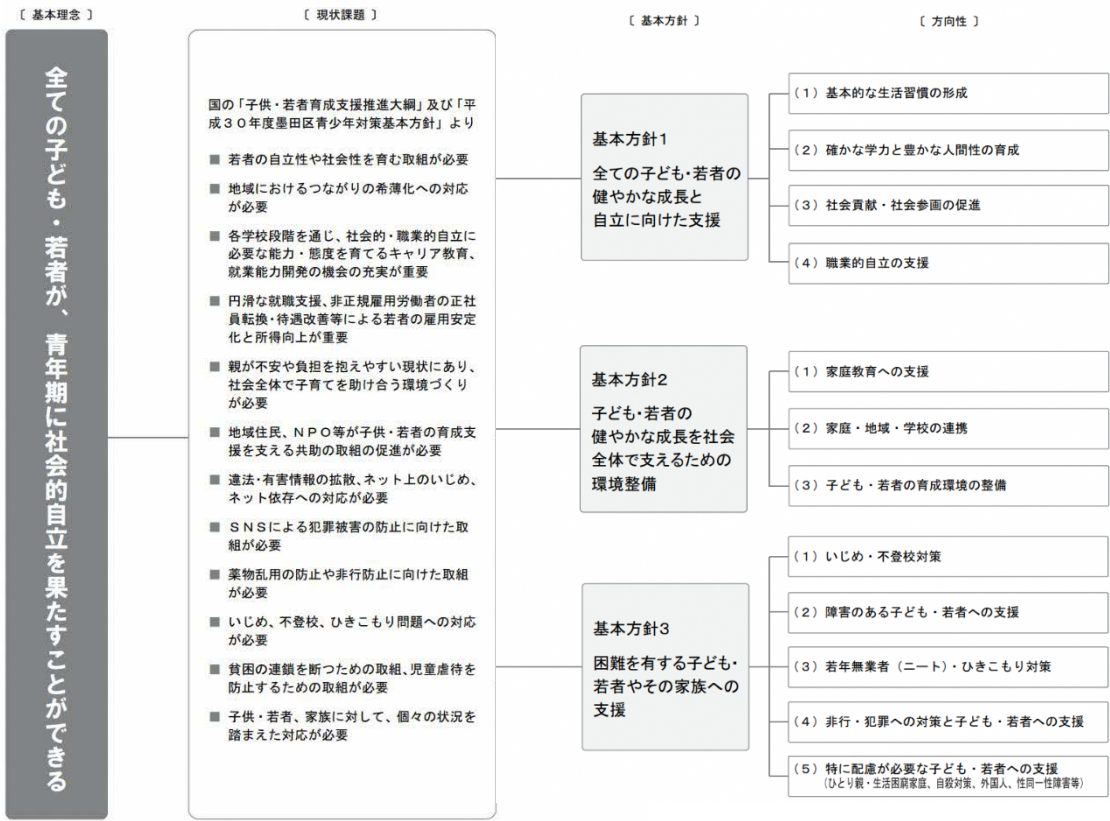 〔 基本理念 〕
全ての子ども・若者が、青年期に社会的自立を果たすことができる
〔 現状課題 〕
国の「子供・若者育成支援推進大綱」及び「平
成３０年度墨田区青少年対策基本方針」より
■ 若者の自立性や社会性を育む取組が必要
■ 地域におけるつながりの希薄化への対応
が必要
■ 各学校段階を通じ、社会的・職業的自立に
必要な能力・態度を育てるキャリア教育、
就業能力開発の機会の充実が重要
■ 円滑な就職支援、非正規雇用労働者の正社
員転換・待遇改善等による若者の雇用安定
化と所得向上が重要
■ 親が不安や負担を抱えやすい現状にあり、
社会全体で子育てを助け合う環境づくり
が必要
■ 地域住民、ＮＰＯ等が子供・若者の育成支
援を支える共助の取組の促進が必要
■ 違法・有害情報の拡散、ネット上のいじめ、
ネット依存への対応が必要
■ ＳＮＳによる犯罪被害の防止に向けた取
組が必要
■ 薬物乱用の防止や非行防止に向けた取組
が必要
■ いじめ、不登校、ひきこもり問題への対応
が必要
■ 貧困の連鎖を断つための取組、児童虐待を
防止するための取組が必要
■ 子供・若者、家族に対して、個々の状況を
踏まえた対応が必要
〔 基本方針 〕
〔 方向性 〕
基本方針1
全ての子ども・若者の
健やかな成長と
自立に向けた支援
（１）基本的な生活習慣の形成
（２）確かな学力と豊かな人間性の育成
（３）社会貢献・社会参画の促進
（４）職業的自立の支援
基本方針2
子ども・若者の
健やかな成長を社会
全体で支えるための
環境整備
（１）家庭教育への支援
（２）家庭・地域・学校の連携
（３）子ども・若者の育成環境の整備
基本方針3
困難を有する子ども・
若者やその家族への
支援
（１）いじめ・不登校対策
（２）障害のある子ども・若者への支援
（３）若年無業者（ニート）・ひきこもり対策
（４）非行・犯罪への対策と子ども・若者への支援
（５）特に配慮が必要な子ども・若者への支援
（ひとり親・生活困窮家庭、自殺対策、外国人、性同一性障害等）